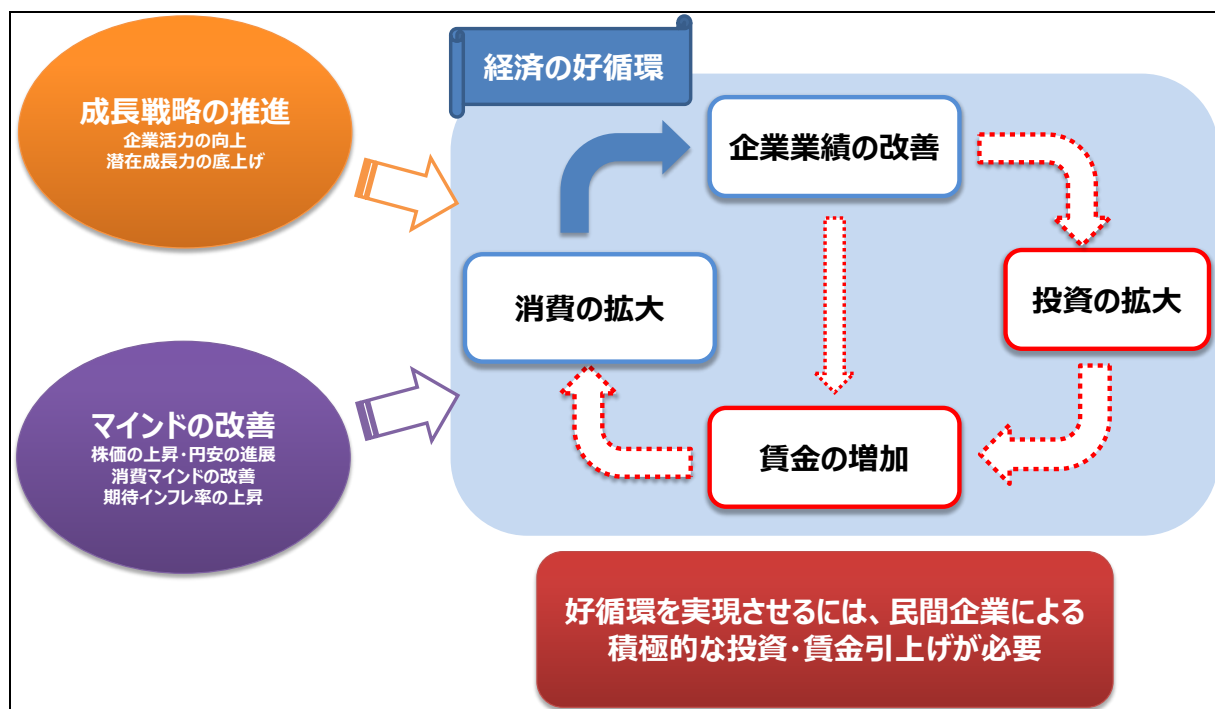 経済の好循環
成長戦略の推進
企業活力の向上
潜在成長力の底上げ
企業業績の改善
消費の拡大
投資の拡大
マインドの改善
株価の上昇・円安の進展
消費マインドの改善
期待インフレ率の上昇
賃金の増加
好循環を実現させるには、民間企業による
積極的な投資・賃金引上げが必要